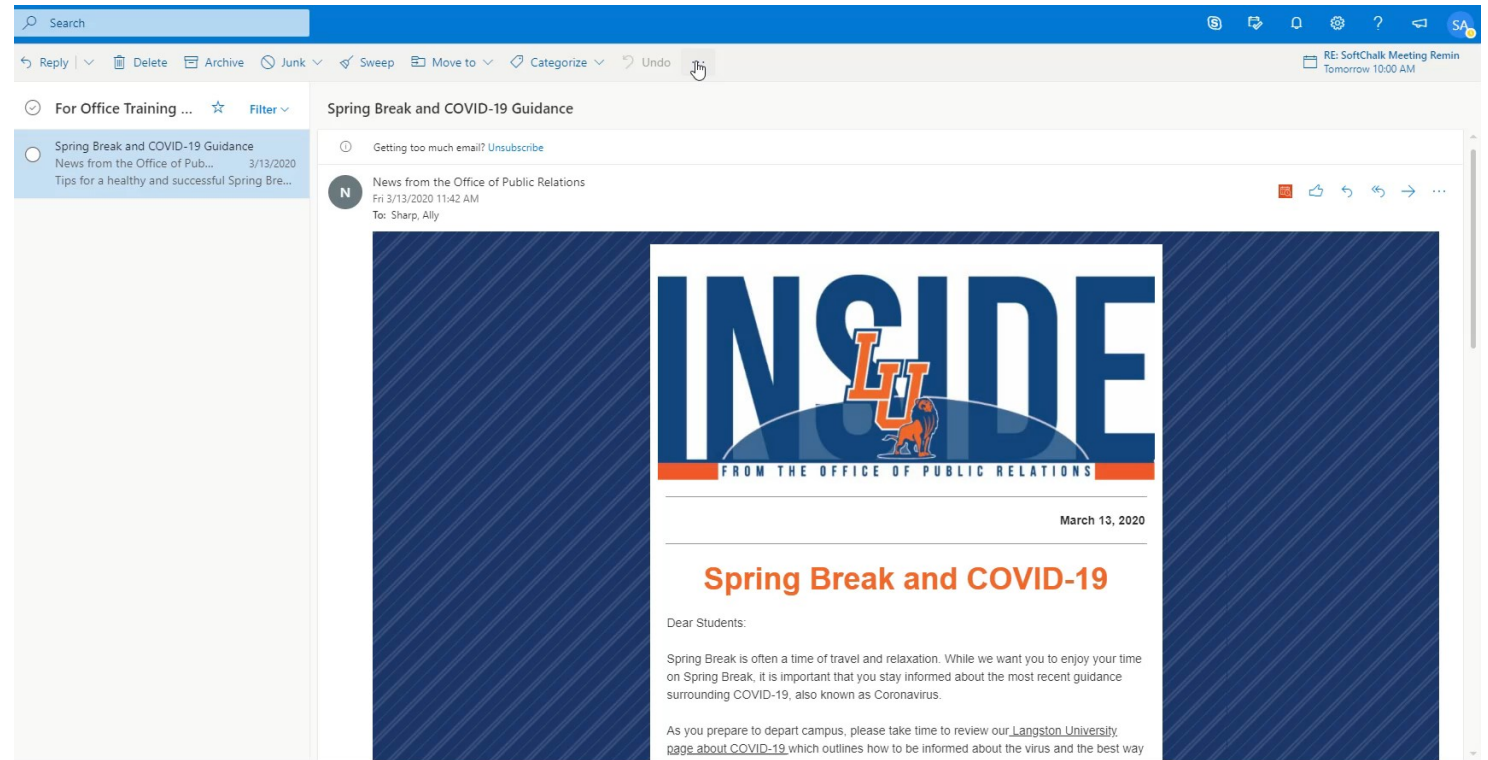 Search
SA
Reply Delete Archive Junk Sweep Move to Categorize Undo
RE: SoftChalk Meeting Remin
Tomorrow 10:00 AM
For Office Training ... Filter
Spring Break and COVID-19 Guidance
News from the Office of Pub... 3/13/2020
Tips for a healthy and successful Spring Bre...
Spring Break and COVID-19 Guidance
Getting too much email? Unsubscribe
N
News from the Office of Public Relations
Fri 3/13/2020 11:42 AM
To: Sharp, Ally
INSIDE
LU
FROM THE OFFICE OF PUBLIC RELATIONS
March 13, 2020
Spring Break and COVID-19
Dear Students:
Spring Break is often a time of travel and relaxation. While we want you to enjoy your time
on Spring Break, it is important that you stay informed about the most recent guidance
surrounding COVID-19, also known as Coronavirus.
As you prepare to depart campus, please take time to review our Langston University
page about COVID-19 which outlines how to be informed about the virus and the best way